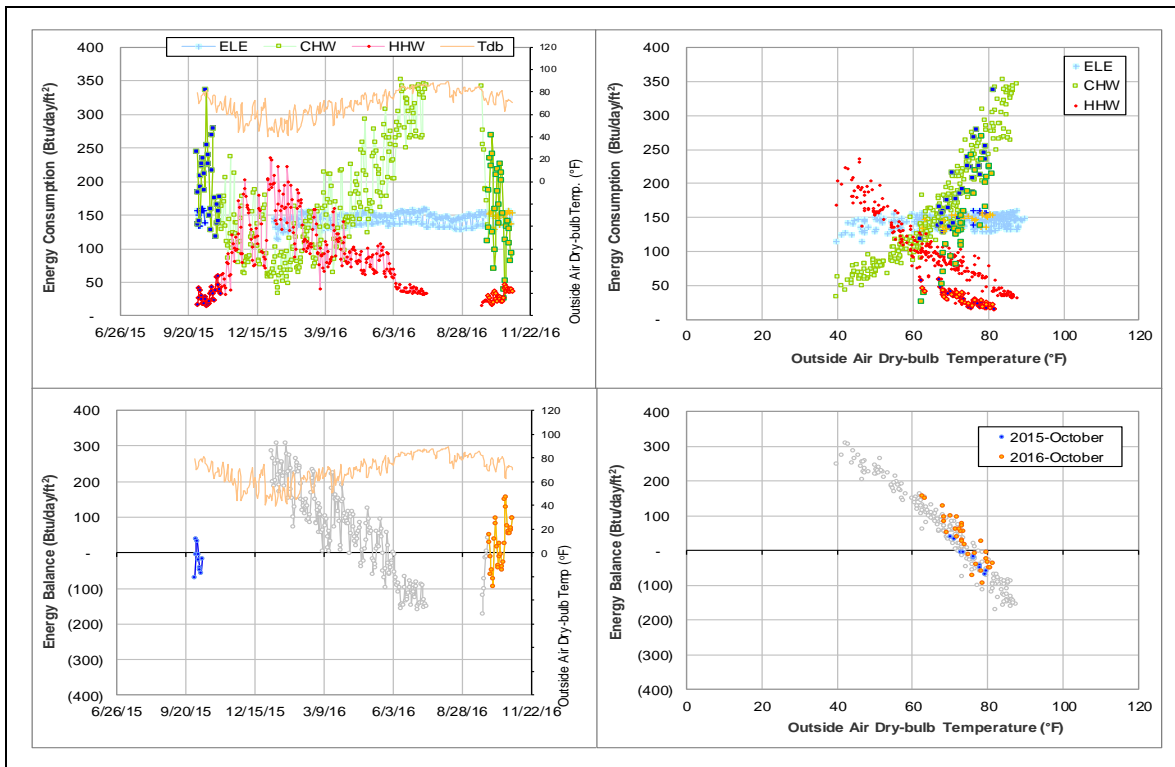 ELE CHW HHW Tdb
Energy Consumption (Btu/day/ft²)
400
350
300
250
200
150
100
50
-
120
100
80
60
40
20
0
Outside Air Dry-bulb Temp. (°F)
6/26/15 9/20/15 12/15/15 3/9/16 6/3/16 8/28/16 11/22/16
ELE
CHW
HHW
Energy Consumption (Btu/day/ft²)
400
350
300
250
200
150
100
50
-
0 20 40 60 80 100 120
Outside Air Dry-bulb Temperature (°F)
Energy Balance (Btu/day/ft²)
400
300
200
100
-
(100)
(200)
(300)
(400)
120
100
80
60
40
20
0
Outside Air Dry-bulb Temp (°F)
6/26/15 9/20/15 12/15/15 3/9/16 6/3/16 8/28/16 11/22/16
2015-October
2016-October
Energy Balance (Btu/day/ft²)
400
300
200
100
-
(100)
(200)
(300)
(400)
0 20 40 60 80 100 120
Outside Air Dry-bulb Temperature (°F)